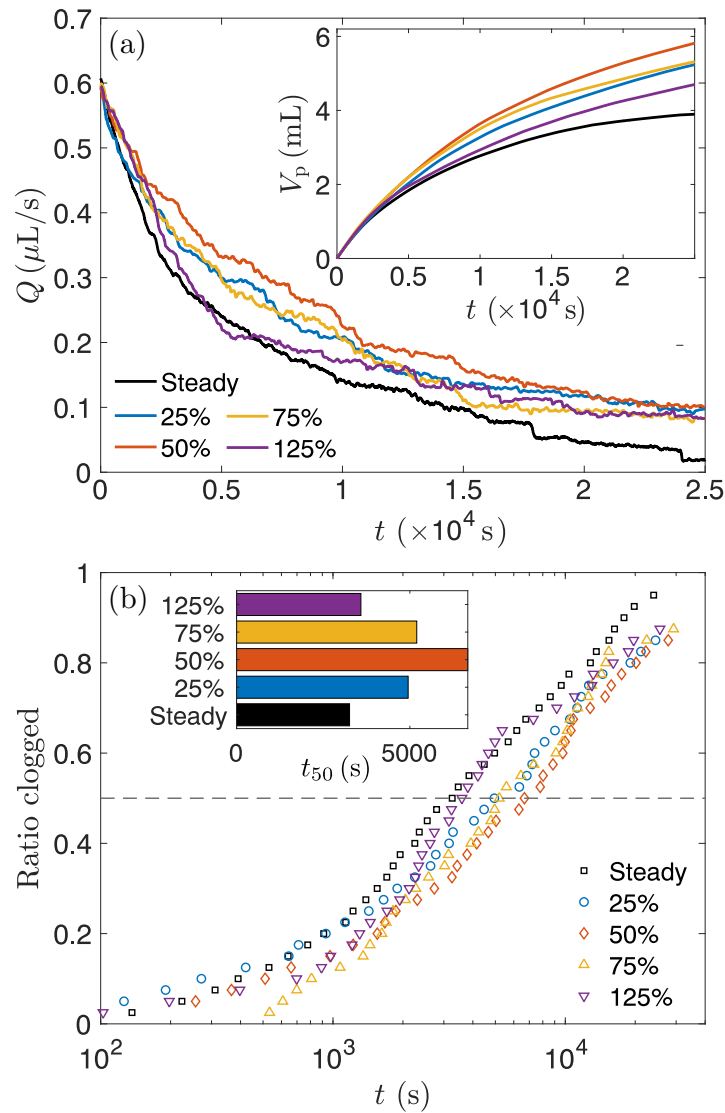 (a)
0.6
0.5
0.4
0.3
0.2
0.1
0
Q (μL/s)
0 0.5 1 1.5 2 2.5
t (×10⁴ s)
Steady
25% 75%
50% 125%
6
4
2
0
Vₚ (mL)
0 0.5 1 1.5 2
t (×10⁴ s)
(b)
1
0.8
0.6
0.4
0.2
0
Ratio clogged
10² 10³ 10⁴
t (s)
125%
75%
50%
25%
Steady
0 5000
t₅₀ (s)
Steady
25%
50%
75%
125%